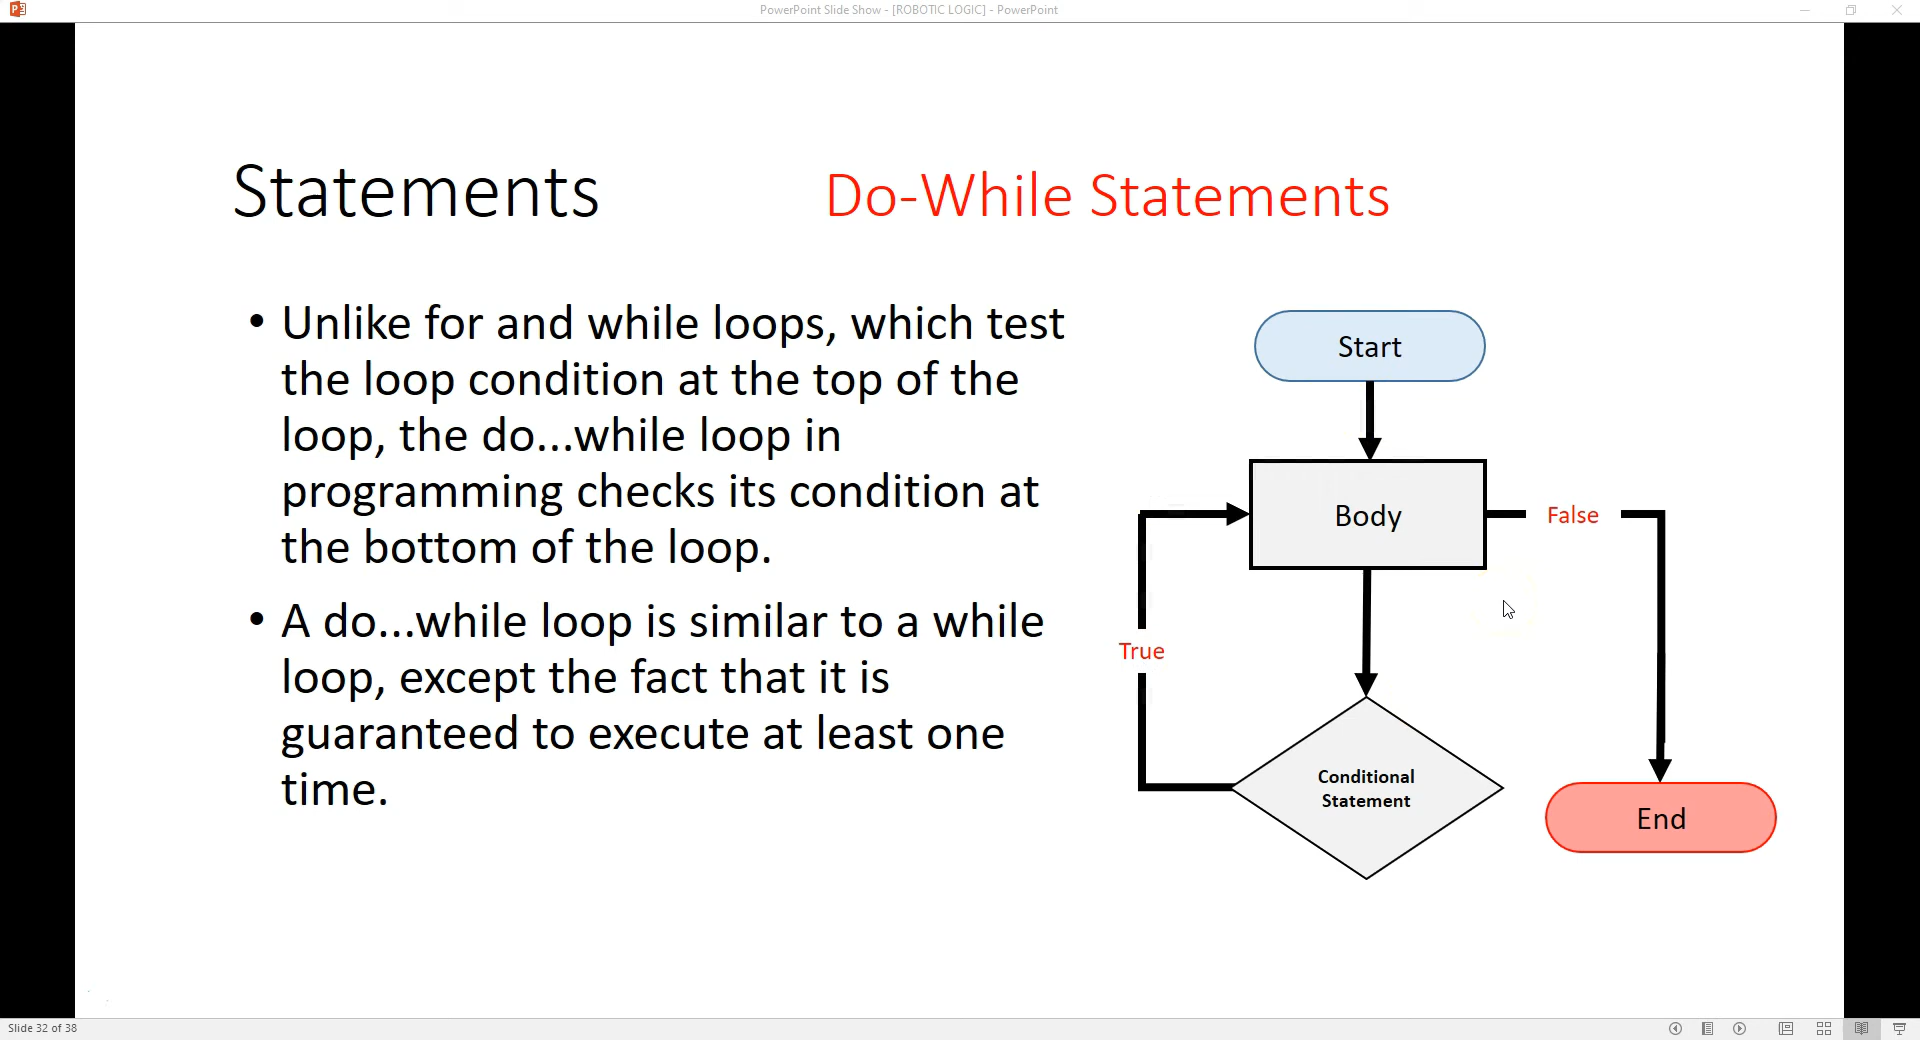 PowerPoint Slide Show - [ROBOTIC LOGIC] - PowerPoint
Statements
Do-While Statements
• Unlike for and while loops, which test
the loop condition at the top of the
loop, the do...while loop in
programming checks its condition at
the bottom of the loop.
• A do...while loop is similar to a while
loop, except the fact that it is
guaranteed to execute at least one
time.
Start
Body
False
True
Conditional
Statement
End
Slide 32 of 38